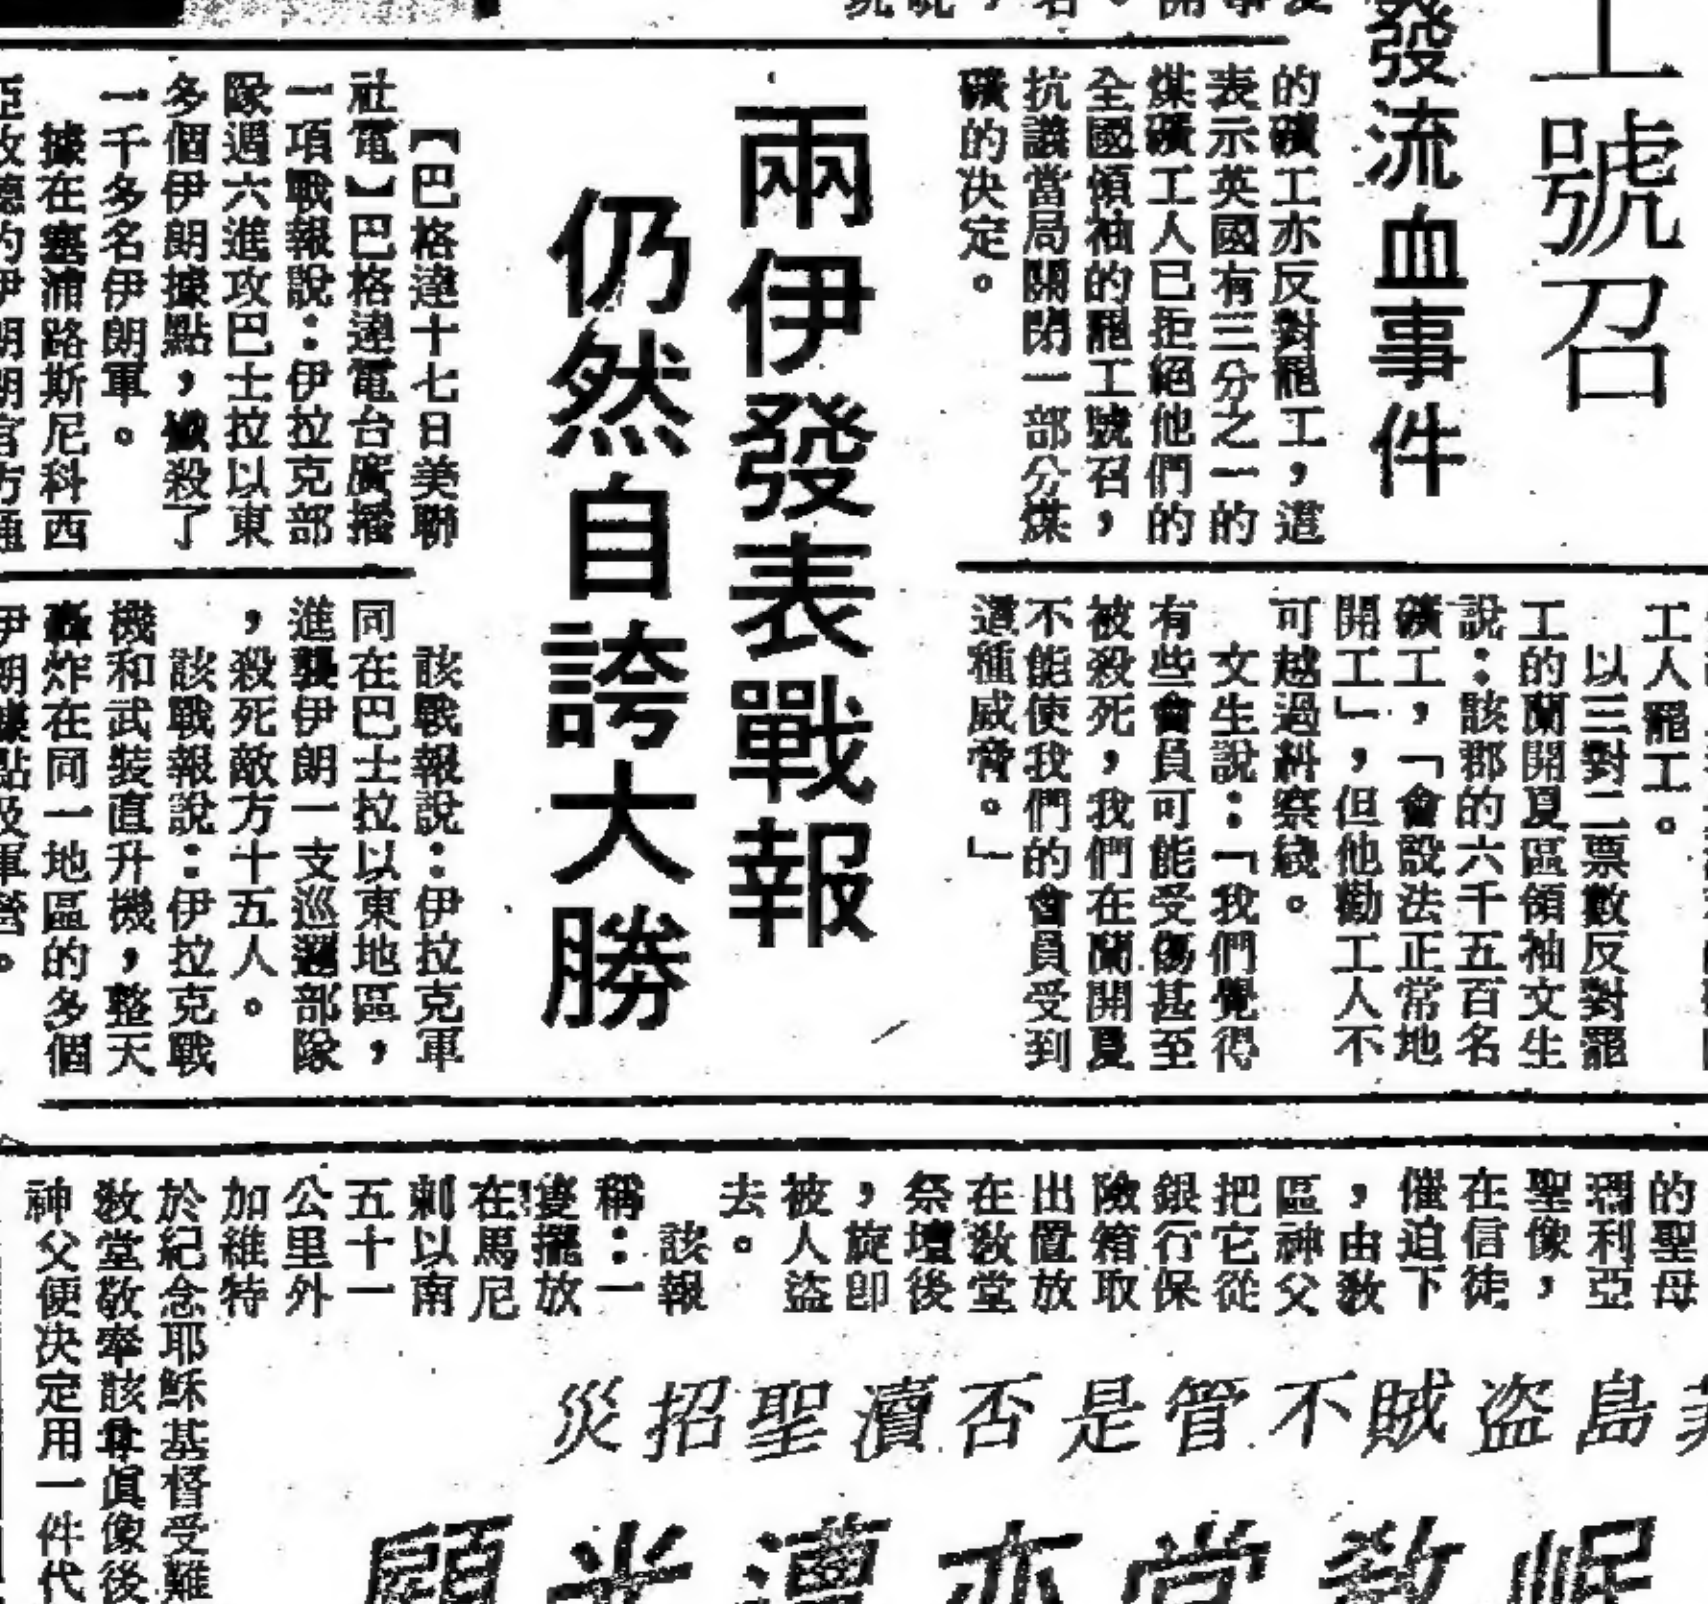 號召
發流血事件
的礦工亦反對罷工，這
表示英國有三分之一的
煤礦工人已拒絕他們的
全國領袖的罷工號召，
抗議當局關閉一部分煤
礦的決定。
工人罷工。
以三對二票數反對罷
工的蘭開夏區領袖文生
說：該郡的六千五百名
礦工，「會設法正常地
開工」，但他勸工人不
可越過糾察綫。
文生說：「我們覺得
有些會員可能受傷甚至
被殺死，我們在蘭開夏
不能使我們的會員受到
這種威脅。」
兩伊發表戰報
仍然自誇大勝
【巴格達十七日美聯
社電】巴格達電台廣播
一項戰報說：伊拉克部
隊週六進攻巴士拉以東
多個伊朗據點，殺了
一千多名伊朗軍。
據在塞浦路斯尼科西
該戰報說：伊拉克軍
同在巴士拉以東地區，
進襲伊朗一支巡邏部隊
，殺死敵方十五人。
該戰報說：伊拉克戰
機和武裝直升機，整天
轟炸在同一地區的多個
伊朗據點及軍營。
島盜賊不管是否瀆聖招災
的聖母
瑪利亞
聖像，
在信徒
催迫下
，由教
區神父
把它從
銀行保
險箱取
出置放
在教堂
祭壇後
，旋即
被人盜
去。
該報
稱：一
隻擺放
在馬尼
剌以南
五十一
公里外
加維特
於紀念耶穌基督受難
教堂敬奉該尊眞像後
神父便決定用一件代